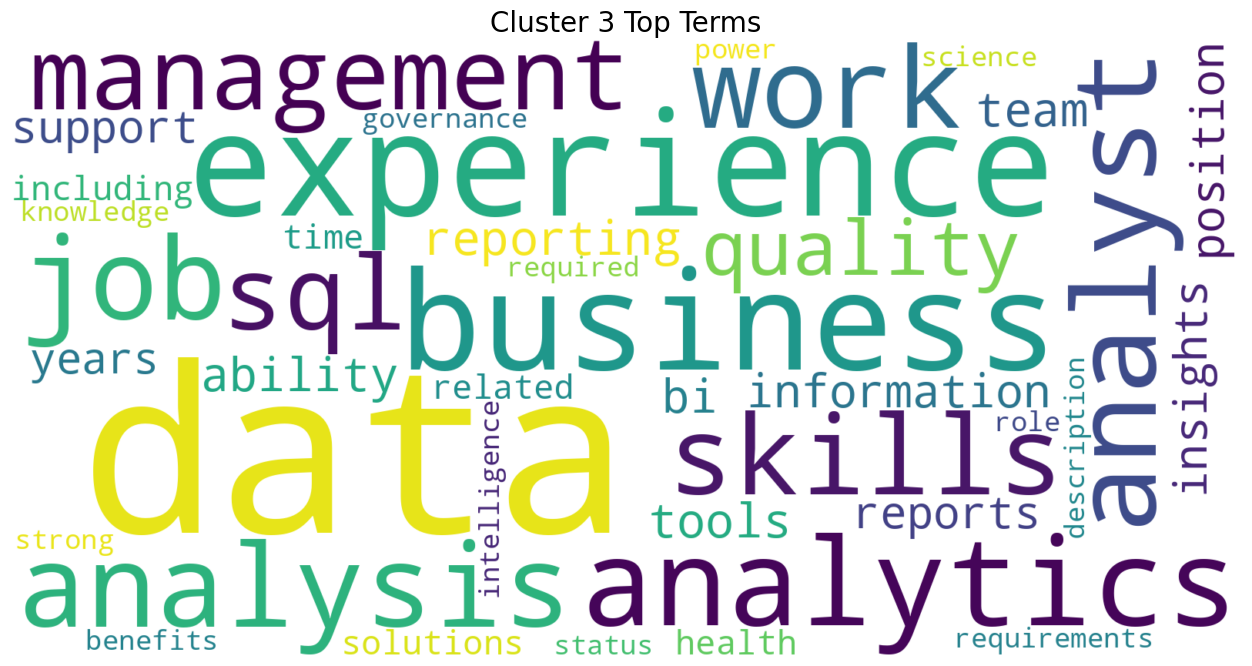 Cluster 3 Top Terms
management
power
science
work
team
analyst
position
support
governance
experience
including
knowledge
time
reporting
quality
required
job
sql
business
years
ability
related
bi
information
insights
data
intelligence
skills
role
description
tools
reports
strong
analysis
analytics
benefits
solutions
status
health
requirements